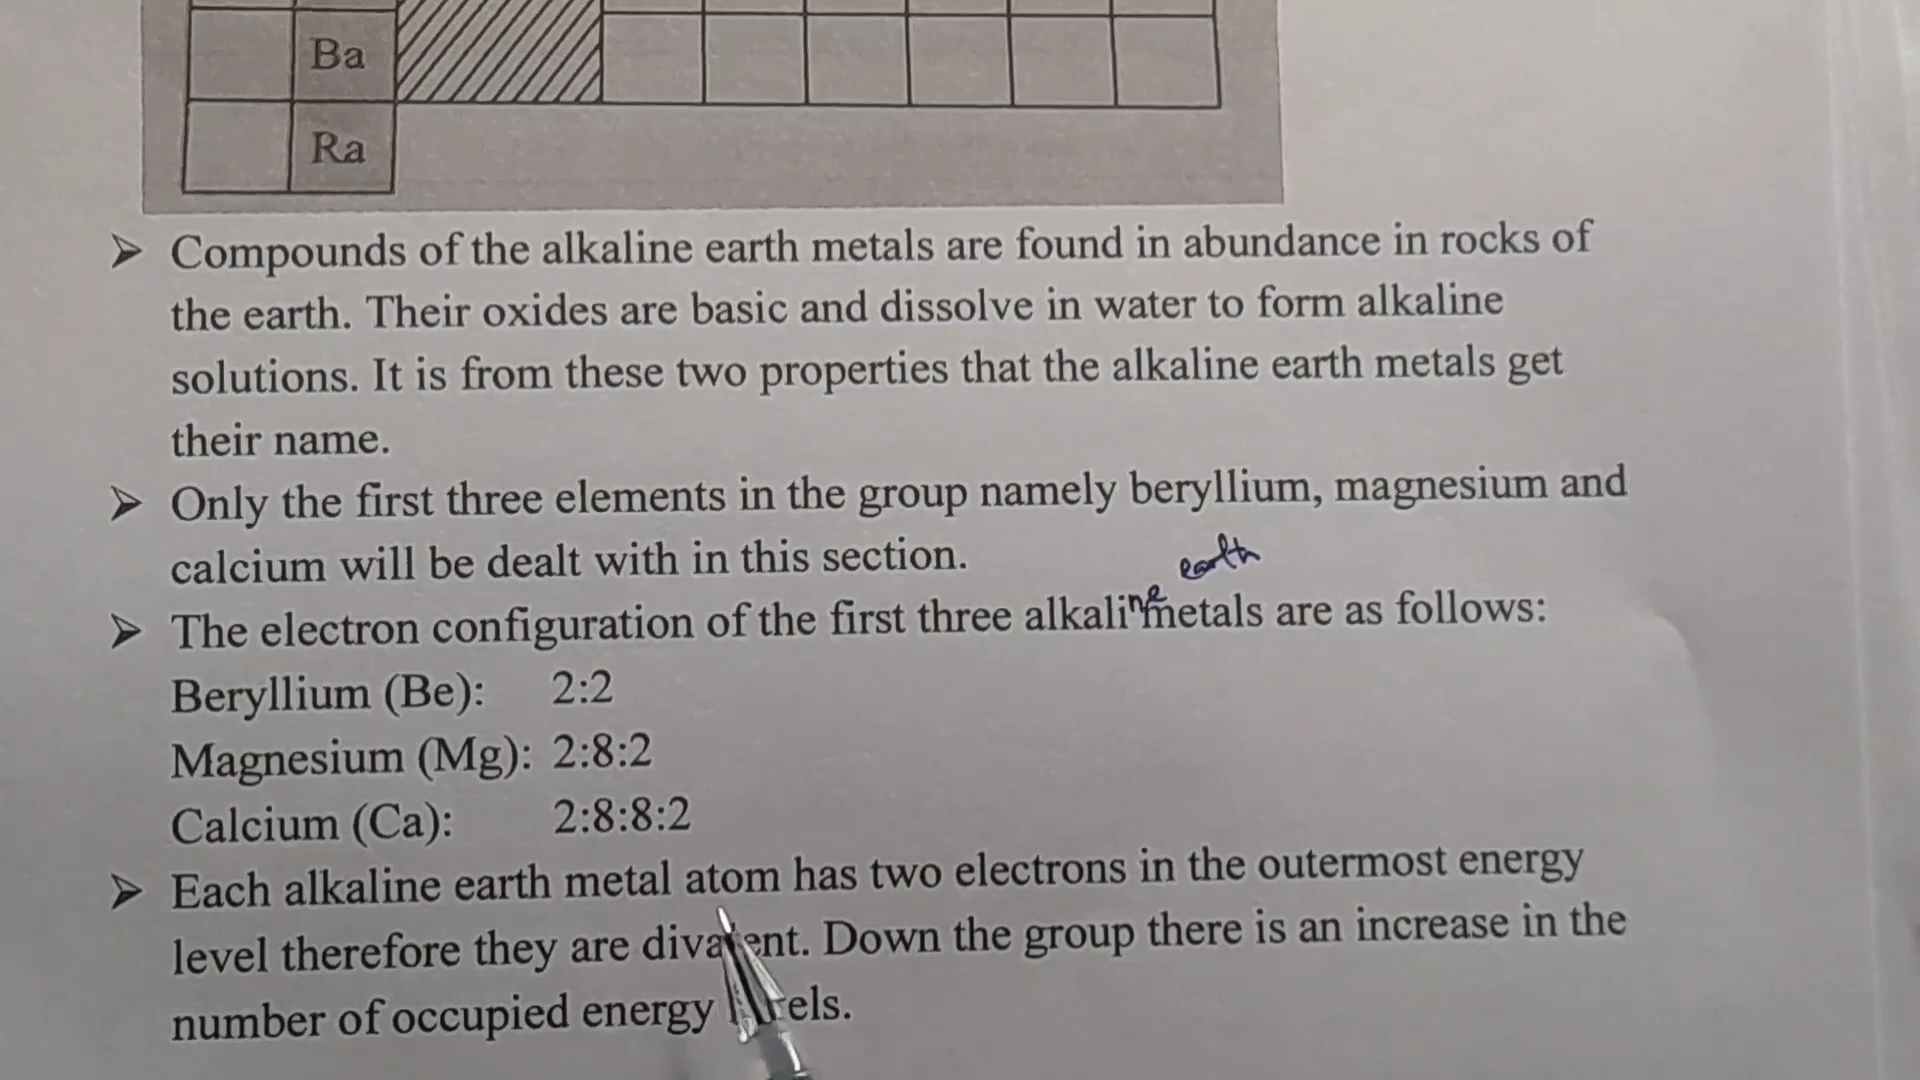 Ba
Ra
➤ Compounds of the alkaline earth metals are found in abundance in rocks of
the earth. Their oxides are basic and dissolve in water to form alkaline
solutions. It is from these two properties that the alkaline earth metals get
their name.
➤ Only the first three elements in the group namely beryllium, magnesium and
calcium will be dealt with in this section.
earth
➤ The electron configuration of the first three alkaline metals are as follows:
Beryllium (Be): 2:2
Magnesium (Mg): 2:8:2
Calcium (Ca): 2:8:8:2
➤ Each alkaline earth metal atom has two electrons in the outermost energy
level therefore they are divalent. Down the group there is an increase in the
number of occupied energy levels.